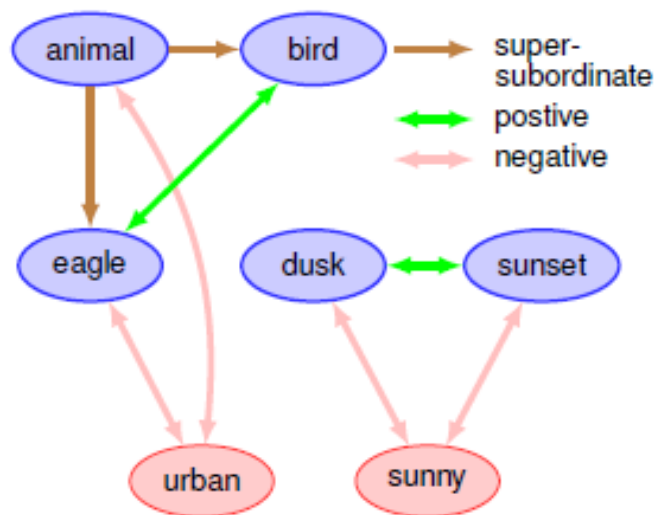 animal
bird
super-
subordinate
postive
negative
eagle
dusk
sunset
urban
sunny